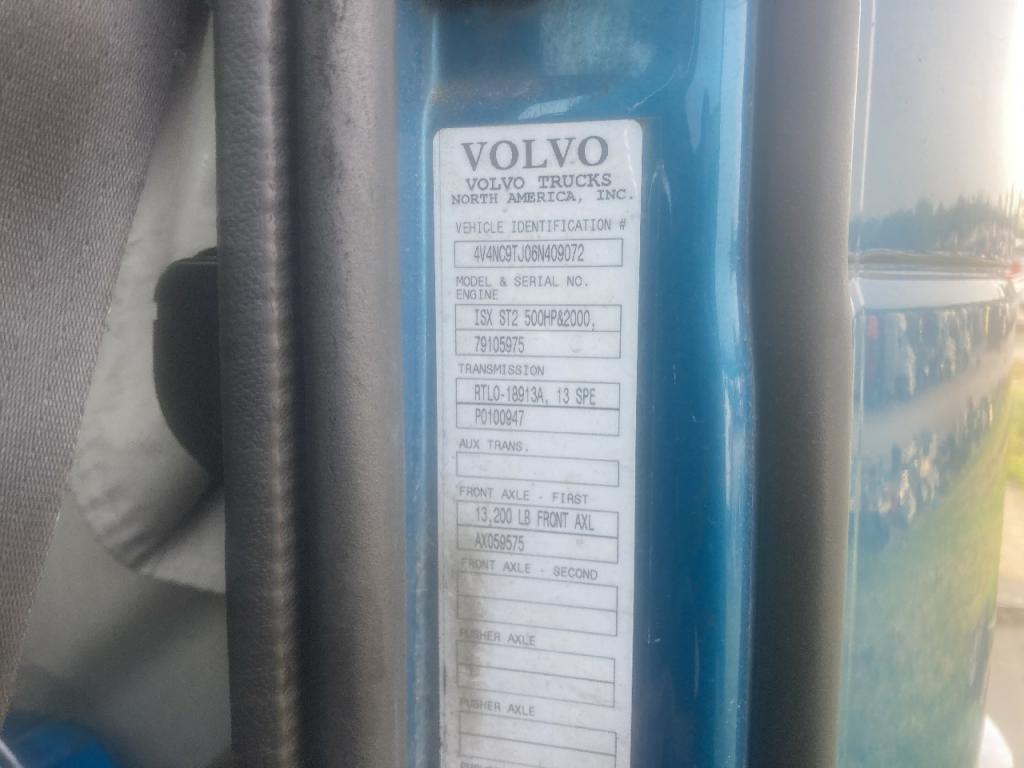 VOLVO
VOLVO TRUCKS
NORTH AMERICA, INC.
VEHICLE IDENTIFICATION #
4V4NC9TJ06N409072
MODEL & SERIAL NO.
ENGINE
ISX ST2 500HP&2000,
79105975
TRANSMISSION
RTLO-18913A, 13 SPE
P0100947
AUX TRANS.
FRONT AXLE - FIRST
13,200 LB FRONT AXL
AX059575
FRONT AXLE - SECOND
PUSHER AXLE
PUSHER AXLE